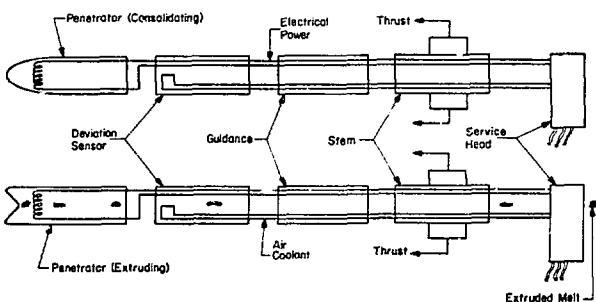 Penetrator (Consolidating)
Electrical
Power
Thrust
Deviation
Sensor
Guidance
Stem
Service
Head
Air
Coolant
Thrust
Penetrator (Extruding)
Extruded Melt